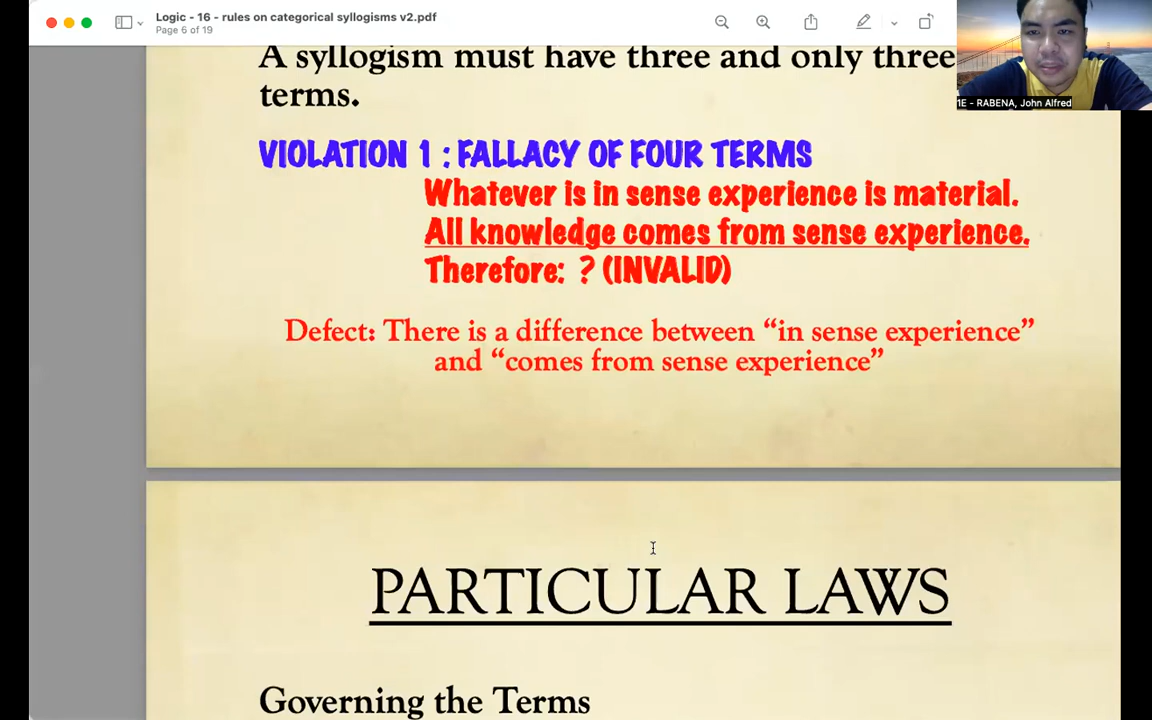 Logic - 16 - rules on categorical syllogisms v2.pdf
Page 6 of 19
1E - RABENA, John Alfred
A syllogism must have three and only three
terms.
VIOLATION 1 : FALLACY OF FOUR TERMS
Whatever is in sense experience is material.
All knowledge comes from sense experience.
Therefore: ? (INVALID)
Defect: There is a difference between “in sense experience”
and “comes from sense experience”
PARTICULAR LAWS
Governing the Terms